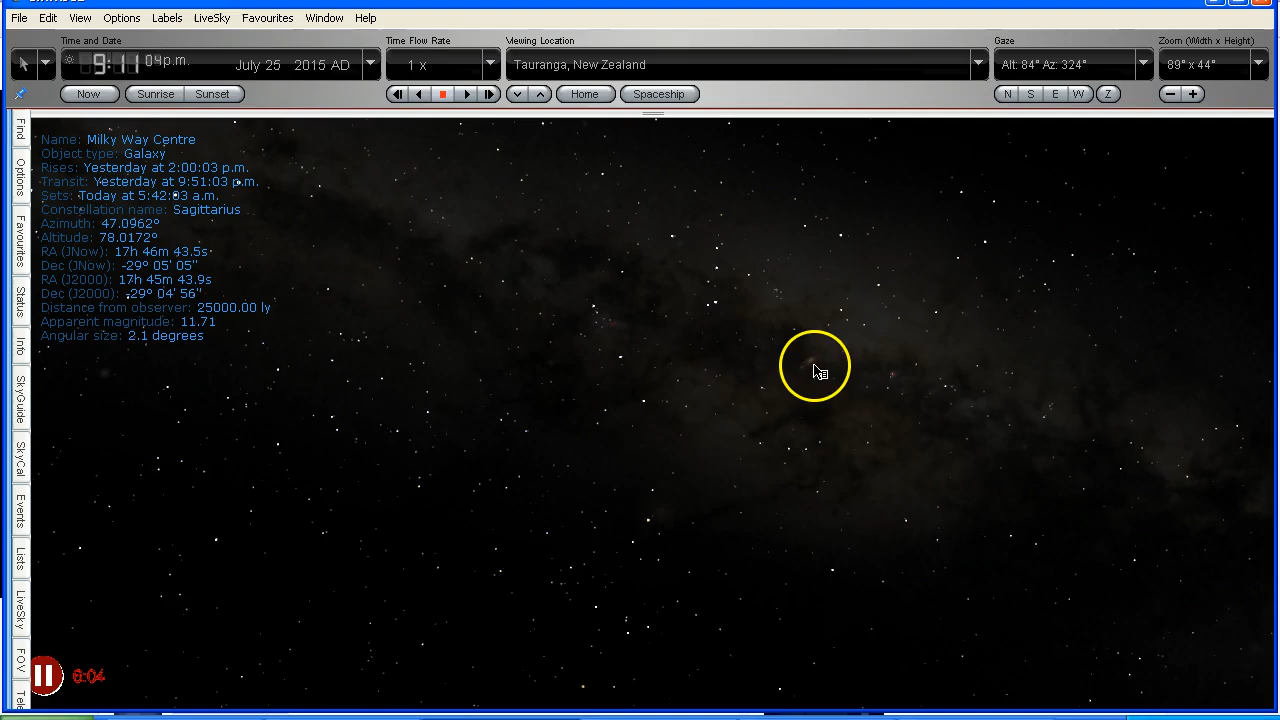 File Edit View Options Labels LiveSky Favourites Window Help
Time and Date Time Flow Rate Viewing Location Gaze Zoom (Width x Height)
9:11 04 p.m. July 25 2015 AD 1 x Tauranga, New Zealand Alt: 84° Az: 324° 89° x 44°
Now Sunrise Sunset Home Spaceship N S E W Z
Find
Options
Favourites
Status
Info
SkyGuide
SkyCal
Events
Lists
LiveSky
FOV
Tele
Name: Milky Way Centre
Object type: Galaxy
Rises: Yesterday at 2:00:03 p.m.
Transit: Yesterday at 9:51:03 p.m.
Sets: Today at 5:42:03 a.m.
Constellation name: Sagittarius
Azimuth: 47.0962°
Altitude: 78.0172°
RA (JNow): 17h 46m 43.5s
Dec (JNow): -29° 05' 05"
RA (J2000): 17h 45m 43.9s
Dec (J2000): -29° 04' 56"
Distance from observer: 25000.00 ly
Apparent magnitude: 11.71
Angular size: 2.1 degrees
6:04